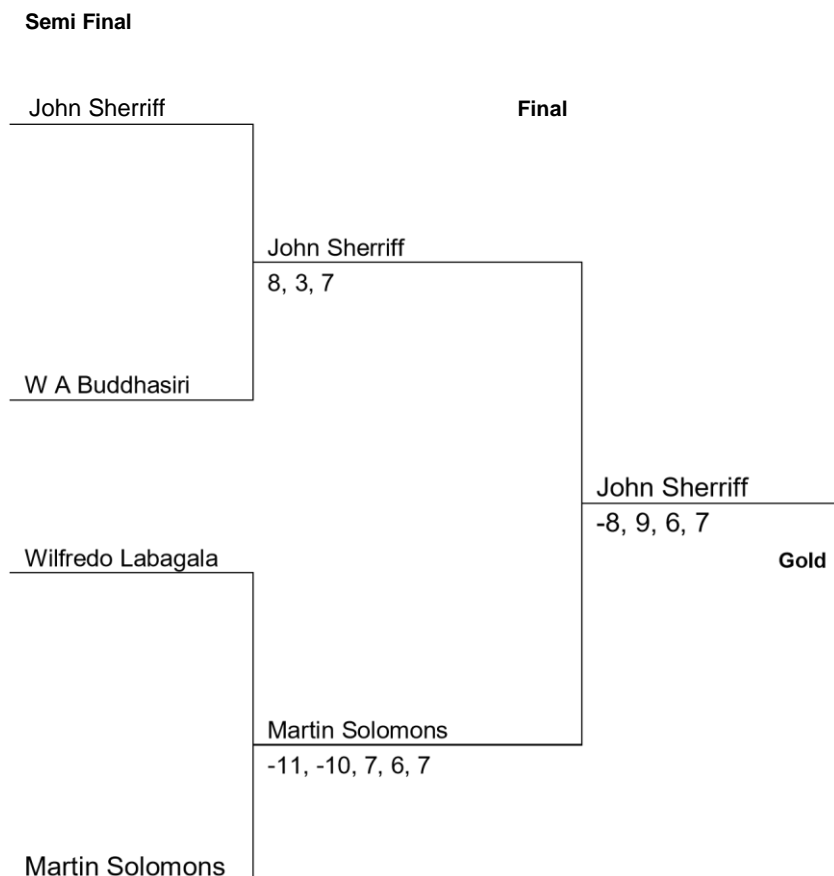 Semi Final
John Sherriff
Final
John Sherriff
8, 3, 7
W A Buddhasiri
John Sherriff
-8, 9, 6, 7
Wilfredo Labagala
Gold
Martin Solomons
-11, -10, 7, 6, 7
Martin Solomons